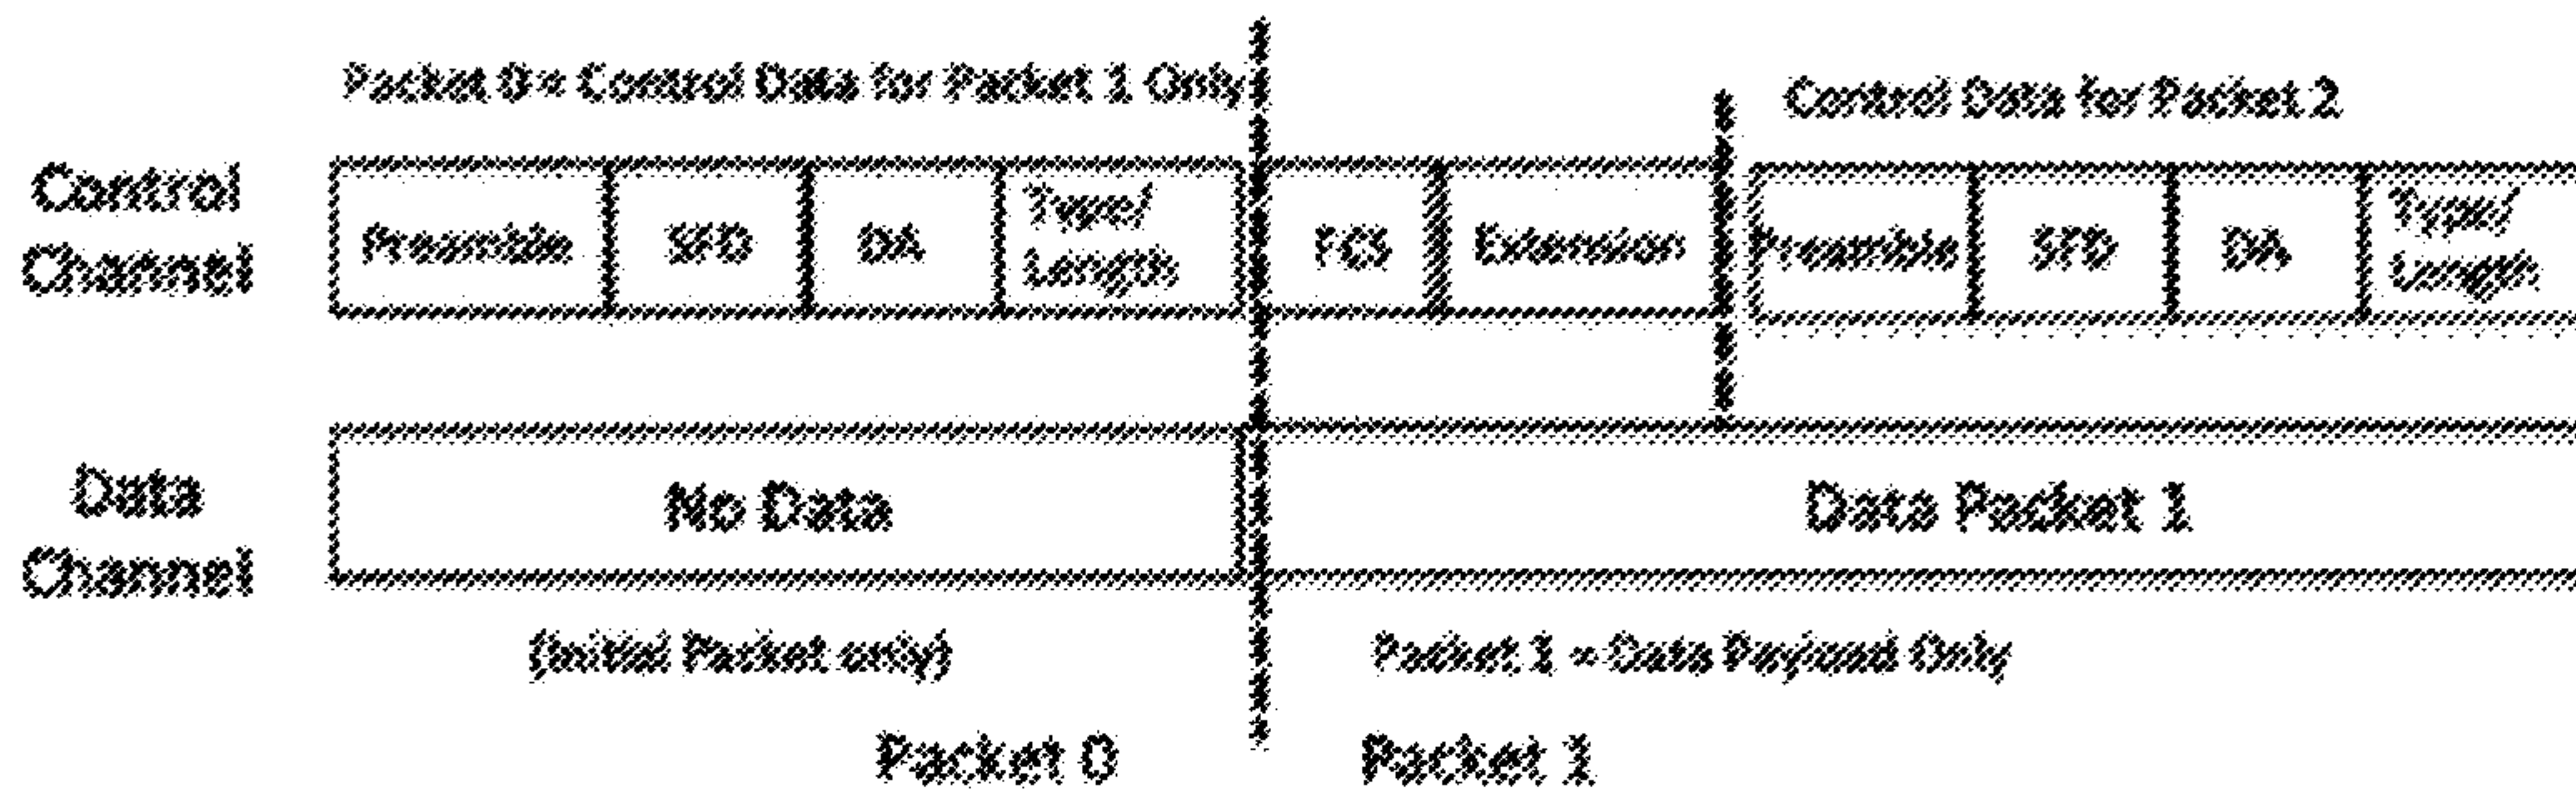 Packet 0 = Control Data for Packet 1 Only
Control Data for Packet 2
Control
Channel
Preamble
SFD
DA
Type/
Length
FCS
Extension
Preamble
SFD
DA
Type/
Length
Data
Channel
No Data
Data Packet 1
(Initial Packet only)
Packet 1 = Data Payload Only
Packet 0
Packet 1